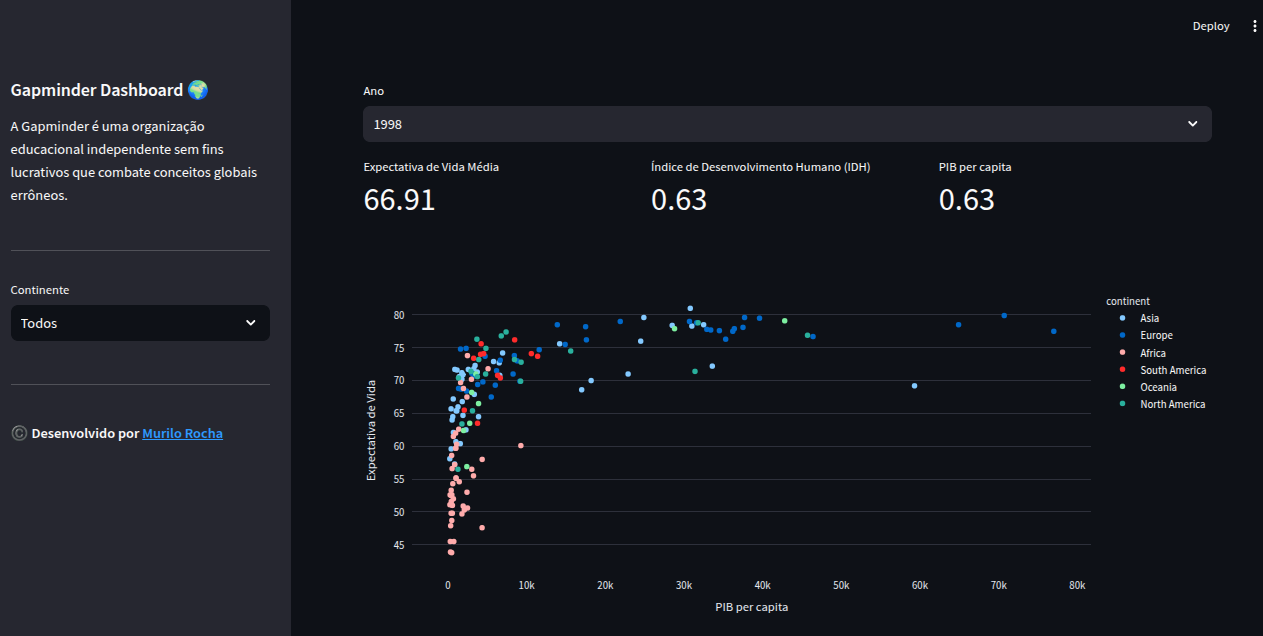 Deploy
Gapminder Dashboard 🌍
A Gapminder é uma organização
educacional independente sem fins
lucrativos que combate conceitos globais
errôneos.
Continente
Todos
© Desenvolvido por Murilo Rocha
Ano
1998
Expectativa de Vida Média
Índice de Desenvolvimento Humano (IDH)
PIB per capita
66.91
0.63
0.63
continent
Asia
Europe
Africa
South America
Oceania
North America
Expectativa de Vida
80
75
70
65
60
55
50
45
0
10k
20k
30k
40k
50k
60k
70k
80k
PIB per capita